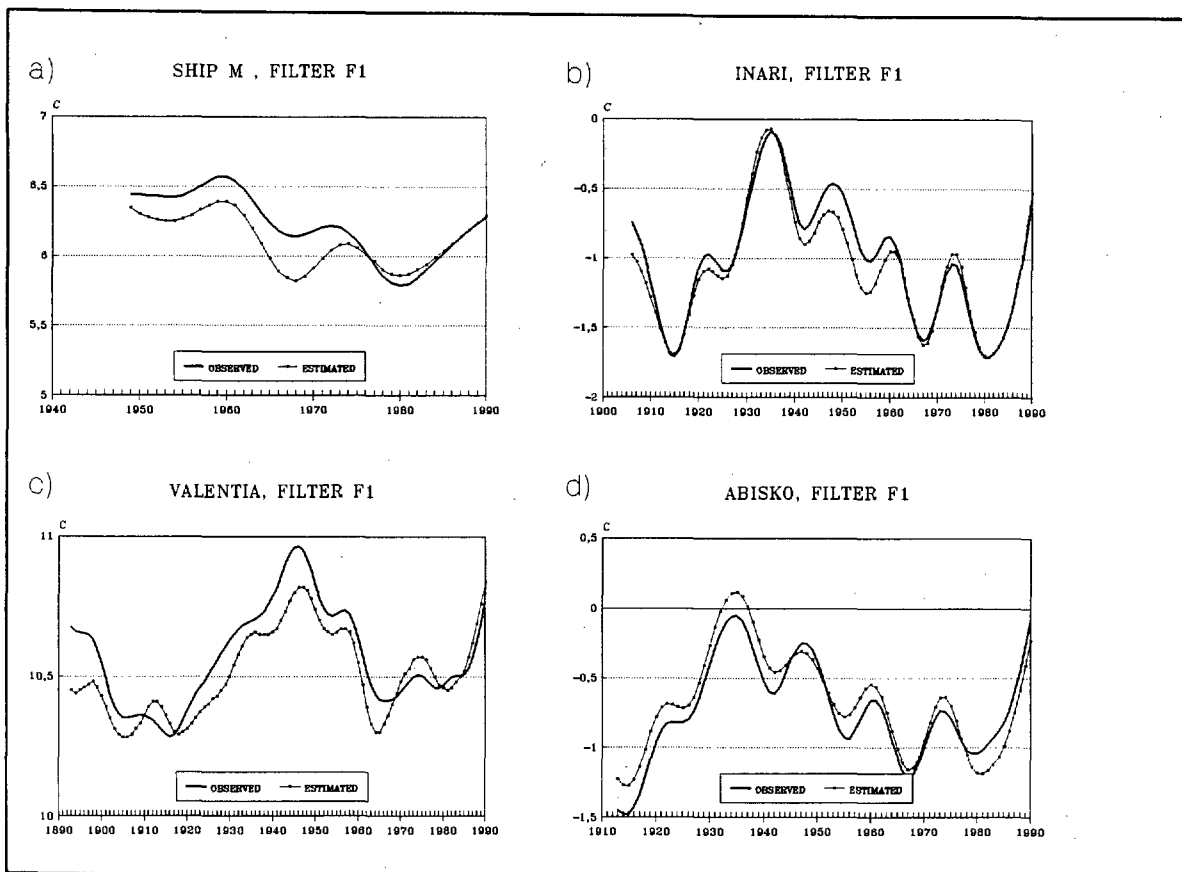 a) SHIP M , FILTER F1
C
7
6,5
6
5,5
5
OBSERVED ESTIMATED
1940 1950 1960 1970 1980 1990
b) INARI, FILTER F1
C
0
-0,5
-1
-1,5
-2
OBSERVED ESTIMATED
1900 1910 1920 1930 1940 1950 1960 1970 1980 1990
c) VALENTIA, FILTER F1
C
11
10,5
10
OBSERVED ESTIMATED
1890 1900 1910 1920 1930 1940 1950 1960 1970 1980 1990
d) ABISKO, FILTER F1
C
0,5
0
-0,5
-1
-1,5
OBSERVED ESTIMATED
1910 1920 1930 1940 1950 1960 1970 1980 1990